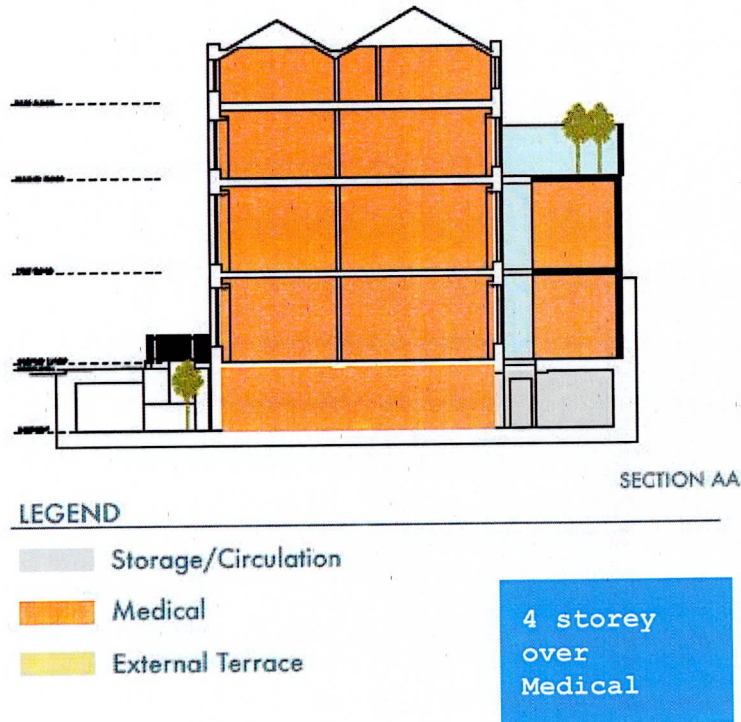 SECTION AA
LEGEND
Storage/Circulation
Medical
External Terrace
4 storey
over
Medical